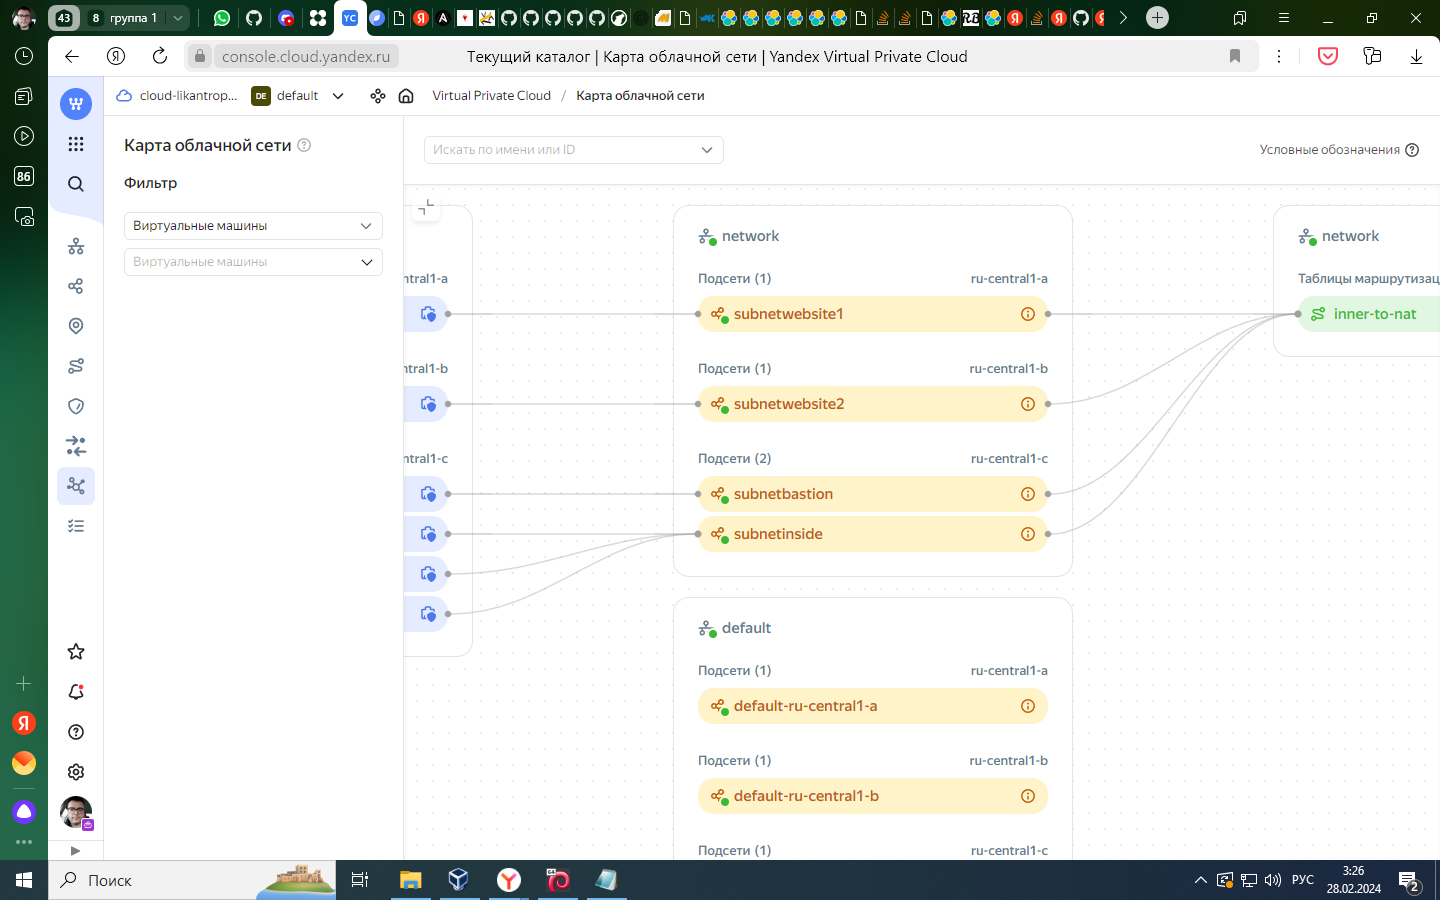 43
8 группа 1
YC
console.cloud.yandex.ru
Текущий каталог | Карта облачной сети | Yandex Virtual Private Cloud
86
cloud-likantrop...
DE
default
Virtual Private Cloud / Карта облачной сети
Карта облачной сети
Фильтр
Виртуальные машины
Виртуальные машины
Искать по имени или ID
Условные обозначения
ntral1-a
ntral1-b
ntral1-c
network
Подсети (1)
ru-central1-a
subnetwebsite1
Подсети (1)
ru-central1-b
subnetwebsite2
Подсети (2)
ru-central1-c
subnetbastion
subnetinside
default
Подсети (1)
ru-central1-a
default-ru-central1-a
Подсети (1)
ru-central1-b
default-ru-central1-b
Подсети (1)
ru-central1-c
network
Таблицы маршрутизац
inner-to-nat
Поиск
РУС
3:26
28.02.2024
2